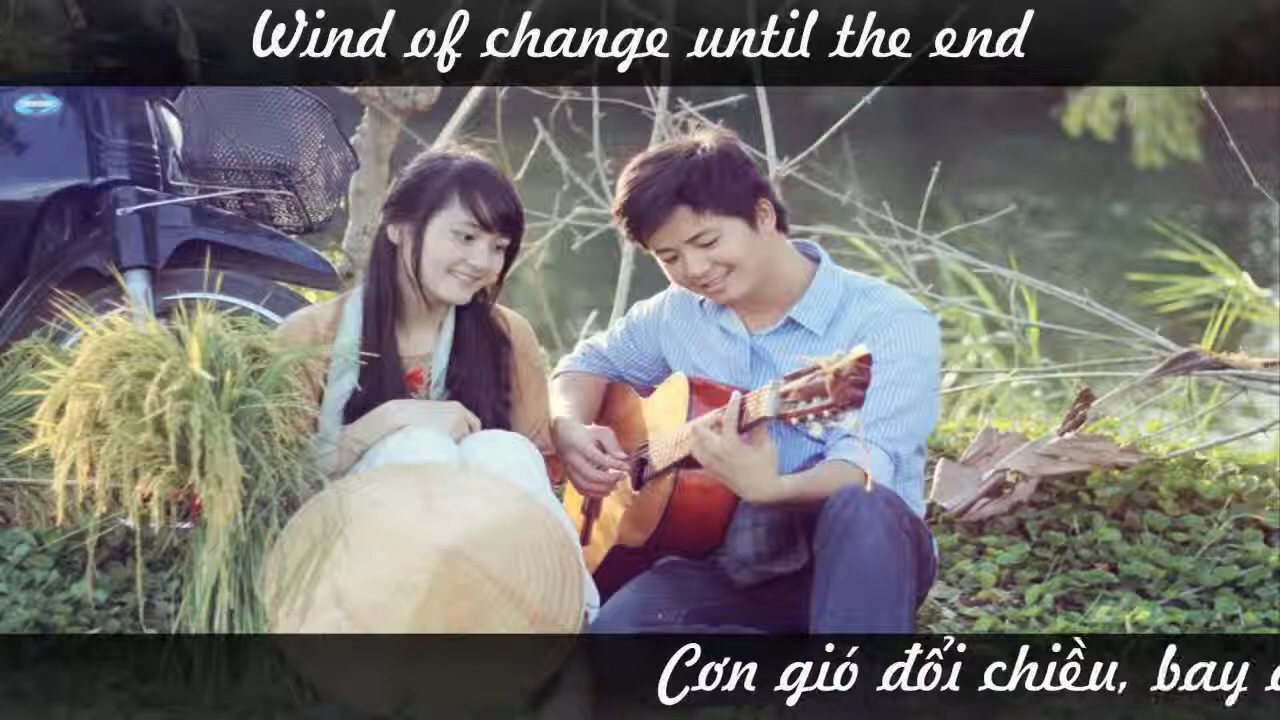 Wind of change until the end
Cơn gió đổi chiều, bay